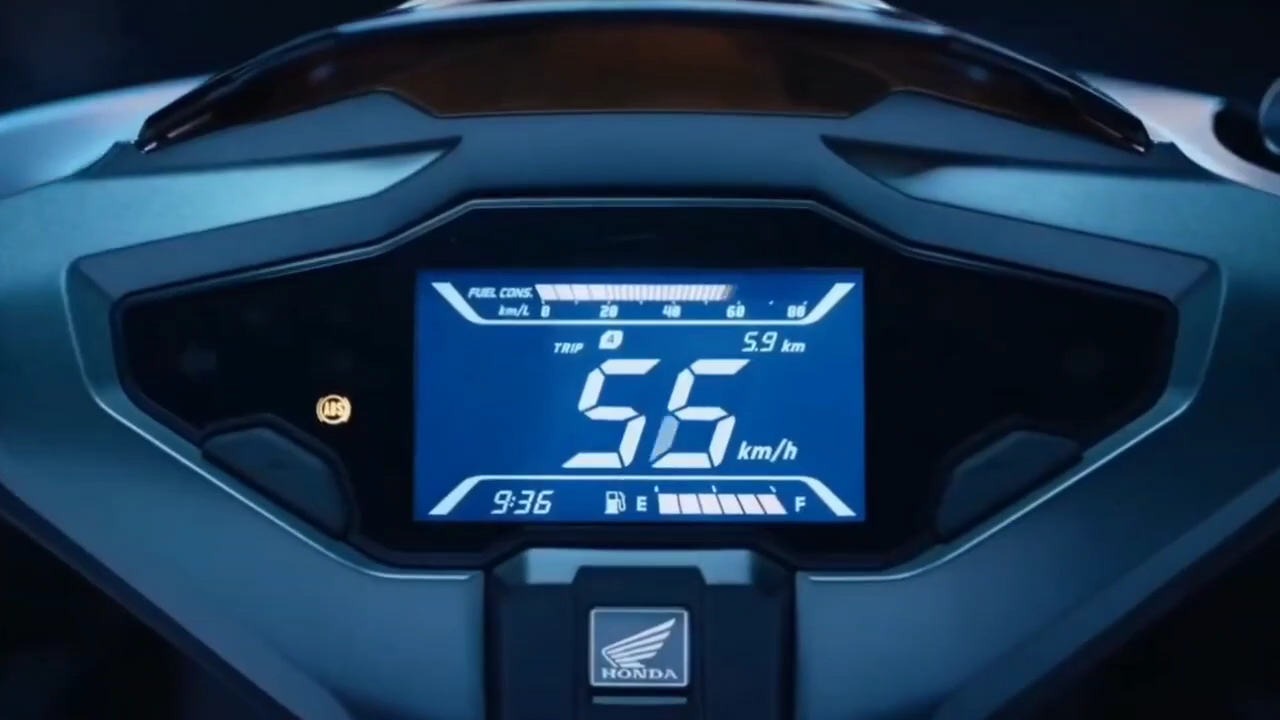 FUEL CONS.
km/L 0 20 40 60 80
TRIP A 5.9 km
56 km/h
ABS
9:36 E F
HONDA